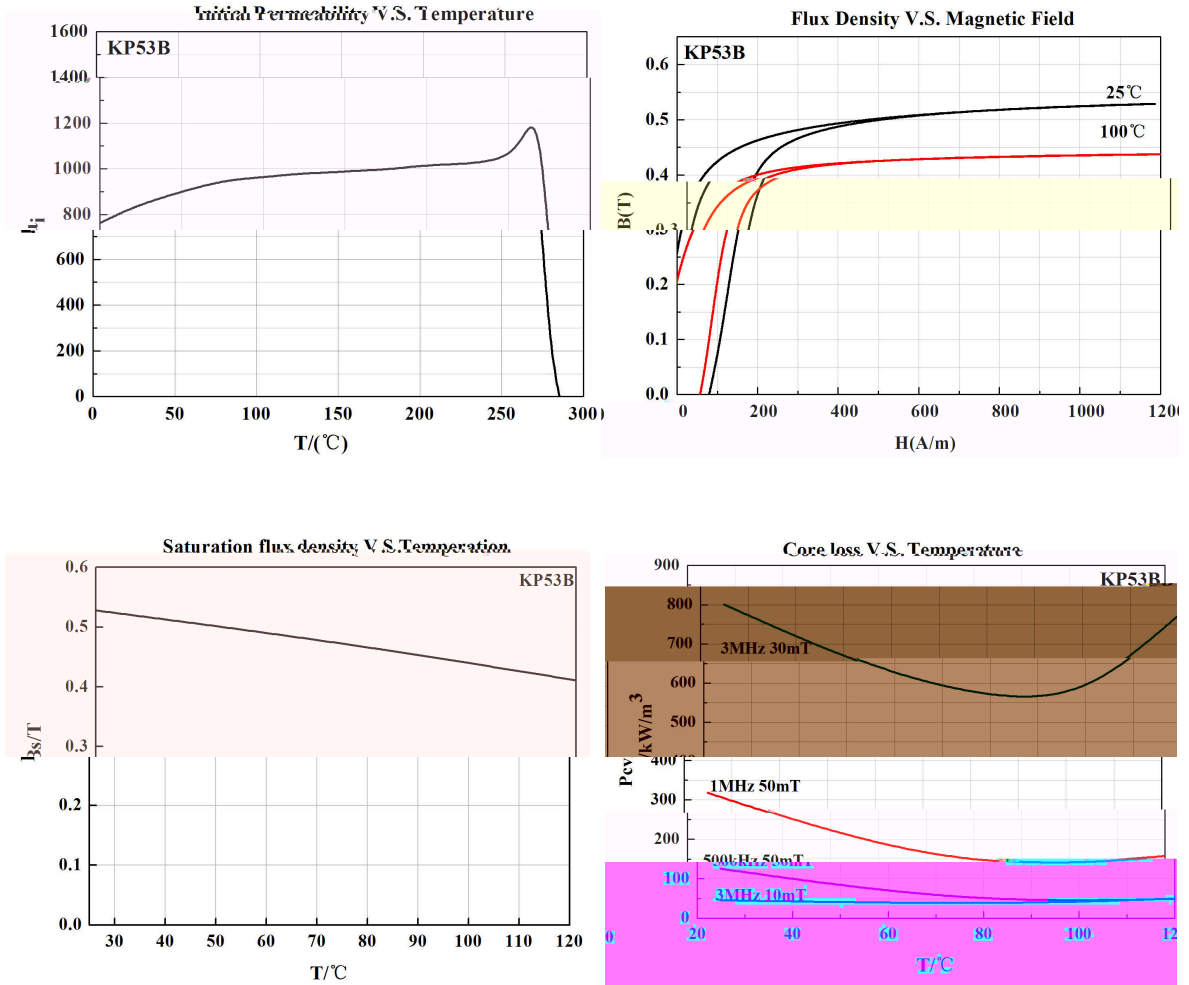 Initial Permeability V.S. Temperature
KP53B
1600
1400
1200
1000
800
600
400
200
0
μi
0 50 100 150 200 250 300
T/(℃)
Flux Density V.S. Magnetic Field
KP53B
25℃
100℃
0.6
0.5
0.4
0.3
0.2
0.1
0.0
B(T)
0 200 400 600 800 1000 1200
H(A/m)
Saturation flux density V.S.Temperation
KP53B
0.6
0.5
0.4
0.3
0.2
0.1
0.0
Bs/T
30 40 50 60 70 80 90 100 110 120
T/℃
Core loss V.S. Temperature
KP53B
900
800
700
600
500
400
300
200
100
0
Pcv/kW/m³
3MHz 30mT
1MHz 50mT
500kHz 50mT
3MHz 10mT
20 40 60 80 100 12
T/℃